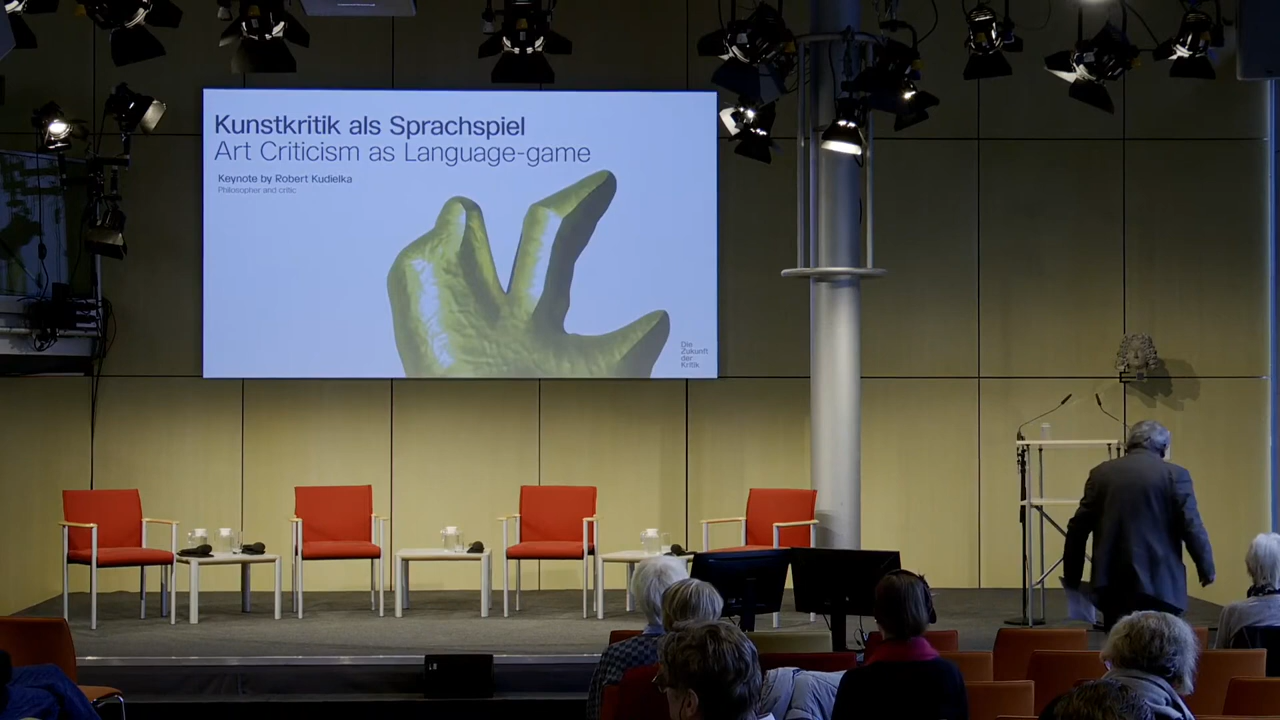 Kunstkritik als Sprachspiel
Art Criticism as Language-game
Keynote by Robert Kudielka
Philosopher and critic
Die
Zukunft
der
Kritik